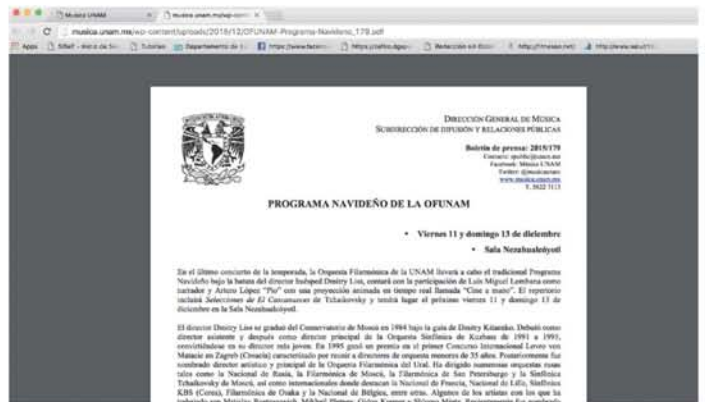 Música UNAM
musica.unam.mx/wp-conten
musica.unam.mx/wp-content/uploads/2015/12/OFUNAM-Programa-Navideno_179.pdf
Apps
Tutorías
Departamento de
DIRECCIÓN GENERAL DE MÚSICA
SUBDIRECCIÓN DE DIFUSIÓN Y RELACIONES PÚBLICAS
Boletín de prensa: 2015/179
Facebook: Música UNAM
Twitter: @musicaunam
www.musica.unam.mx
T. 5622 7113
PROGRAMA NAVIDEÑO DE LA OFUNAM
• Viernes 11 y domingo 13 de diciembre
• Sala Nezahualcóyotl
En el último concierto de la temporada, la Orquesta Filarmónica de la UNAM llevará a cabo el tradicional Programa
Navideño bajo la batuta del director huésped Dmitry Liss, contará con la participación de Luis Miguel Lombana como
narrador y Arturo López "Pío" con una proyección animada en tiempo real llamada "Cine a mano". El repertorio
incluirá Selecciones de El Cascanueces de Tchaikovsky y tendrá lugar el próximo viernes 11 y domingo 13 de
diciembre en la Sala Nezahualcóyotl.
El director Dmitry Liss se graduó del Conservatorio de Moscú en 1984 bajo la guía de Dmitry Kitaenko. Debutó como
director asistente y después como director principal de la Orquesta Sinfónica de Kuzbass de 1991 a 1995,
convirtiéndose en su director más joven. En 1995 ganó un premio en el primer Concurso Internacional Lovro von
Matacic en Zagreb (Croacia) caracterizado por reunir a directores de orquesta menores de 35 años. Posteriormente fue
nombrado director artístico y principal de la Orquesta Filarmónica del Ural. Ha dirigido numerosas orquestas rusas
tales como la Nacional de Rusia, la Filarmónica de Moscú, la Filarmónica de San Petersburgo y la Sinfónica
Tchaikovsky de Moscú, así como internacionales donde destacan la Nacional de Francia, Nacional de Lille, Sinfónica
KBS (Corea), Filarmónica de Osaka y la Nacional de Bélgica, entre otras. Algunos de los artistas con los que ha